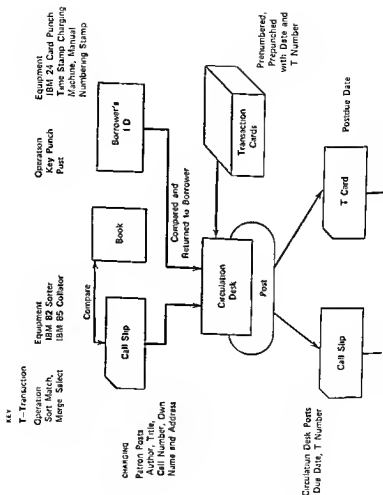 KEY
T–Transaction
Operation
Sort Match,
Merge Select
Equipment
IBM 82 Sorter
IBM 85 Collator
Operation
Key Punch
Post
Equipment
IBM 24 Card Punch
Time Stamp Charging
Machine, Manual
Numbering Stamp
CHARGING
Patron Posts
Author, Title,
Call Number, Own
Name and Address
Compare
Call Slip
Book
Borrower's
I D
Compared and
Returned to Borrower
Circulation
Desk
Post
Transaction
Cards
Prenumbered,
Prepunched
with Date and
T Number
Circulation Desk Posts
Due Date, T Number
Call Slip
T Card
Postdue Date